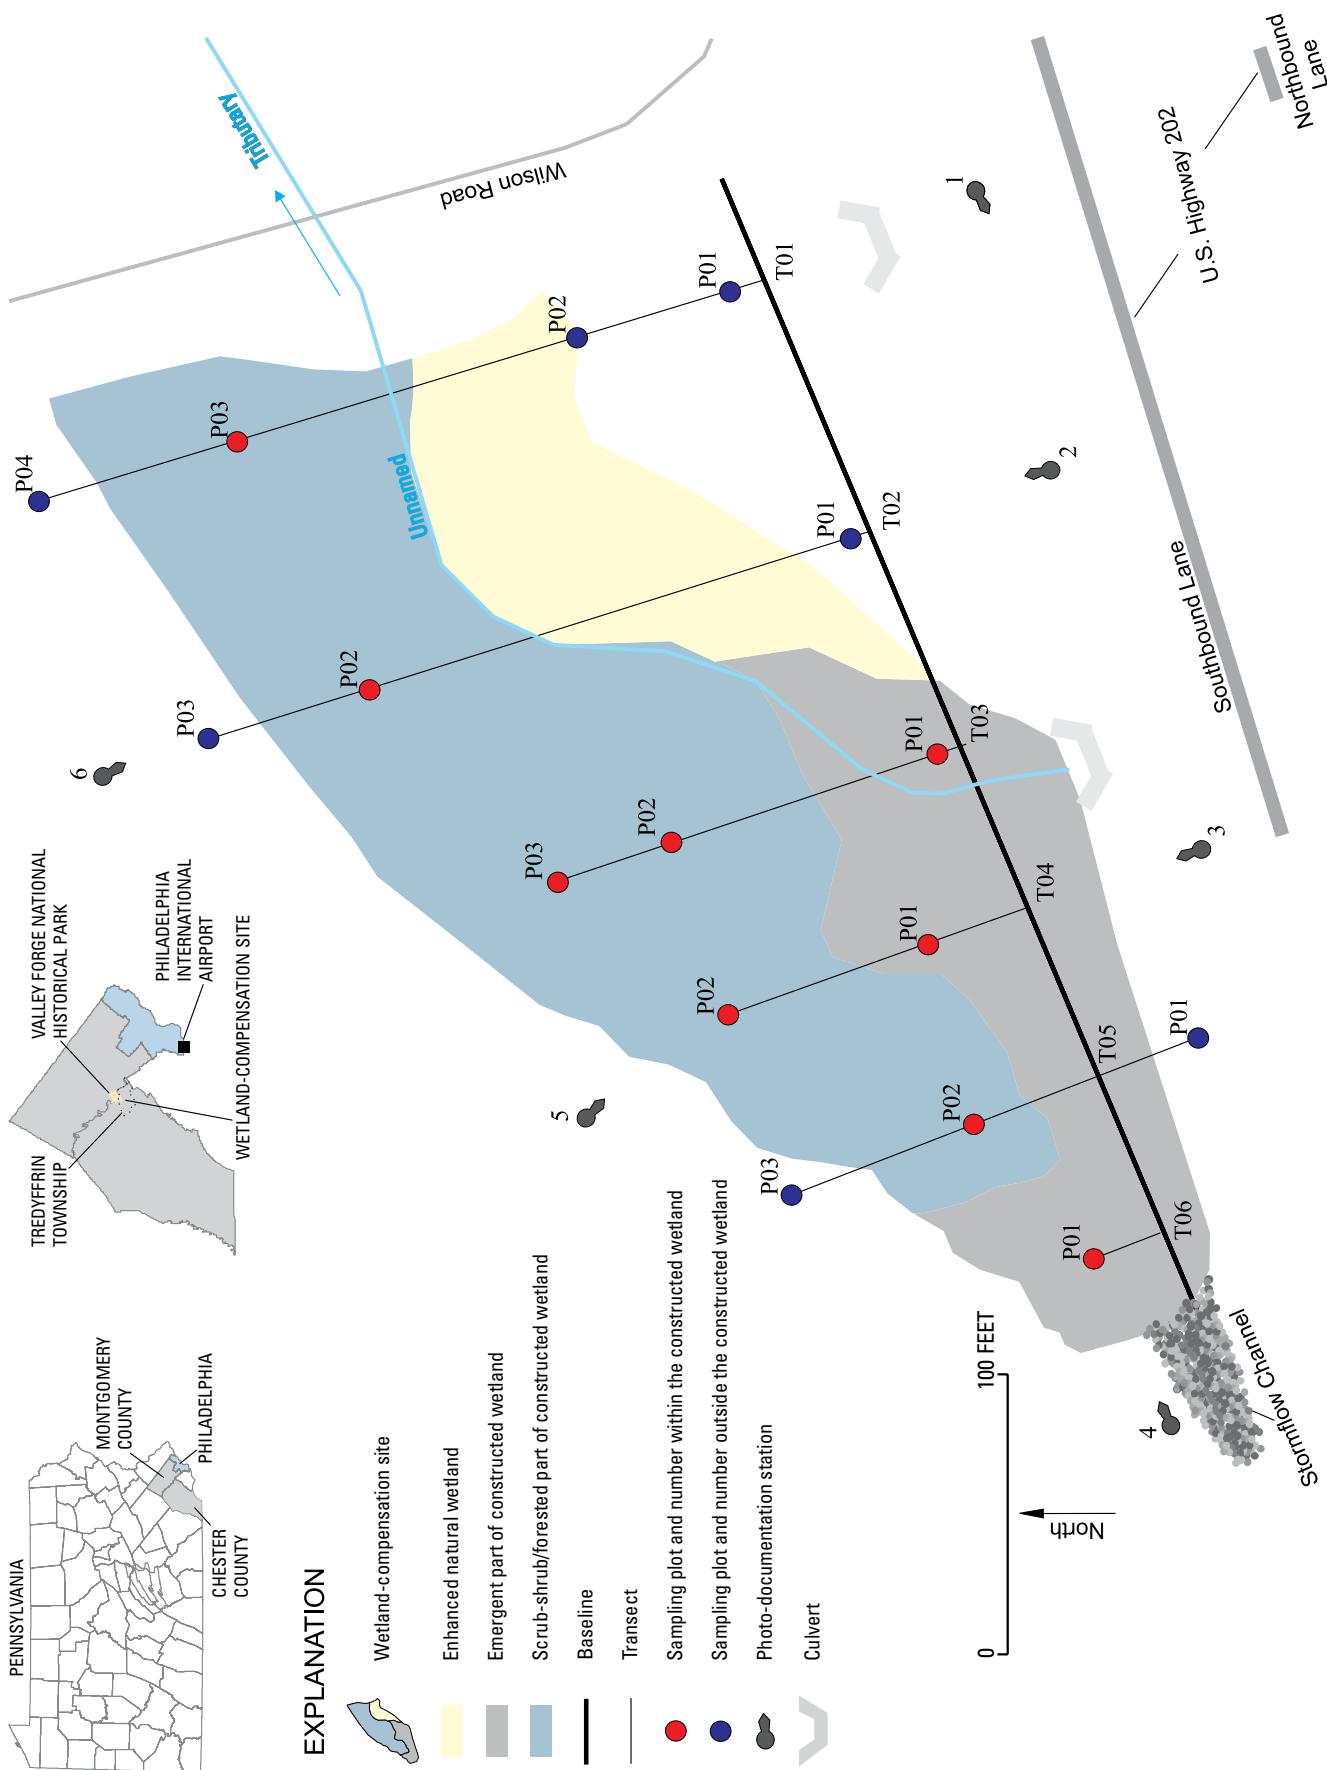 PENNSYLVANIA
MONTGOMERY
COUNTY
PHILADELPHIA
CHESTER
COUNTY
TREDYFFRIN
TOWNSHIP
VALLEY FORGE NATIONAL
HISTORICAL PARK
PHILADELPHIA
INTERNATIONAL
AIRPORT
WETLAND-COMPENSATION SITE
EXPLANATION
Wetland-compensation site
Enhanced natural wetland
Emergent part of constructed wetland
Scrub-shrub/forested part of constructed wetland
Baseline
Transect
Sampling plot and number within the constructed wetland
Sampling plot and number outside the constructed wetland
Photo-documentation station
Culvert
0
100 FEET
North
Stormflow Channel
4
5
6
3
2
1
P01
T06
P03
P02
T05
P01
P02
P01
T04
P03
P02
P01
T03
P03
P02
P01
T02
P04
P03
P02
P01
T01
Unnamed
Tributary
Wilson Road
Southbound Lane
U.S. Highway 202
Northbound
Lane